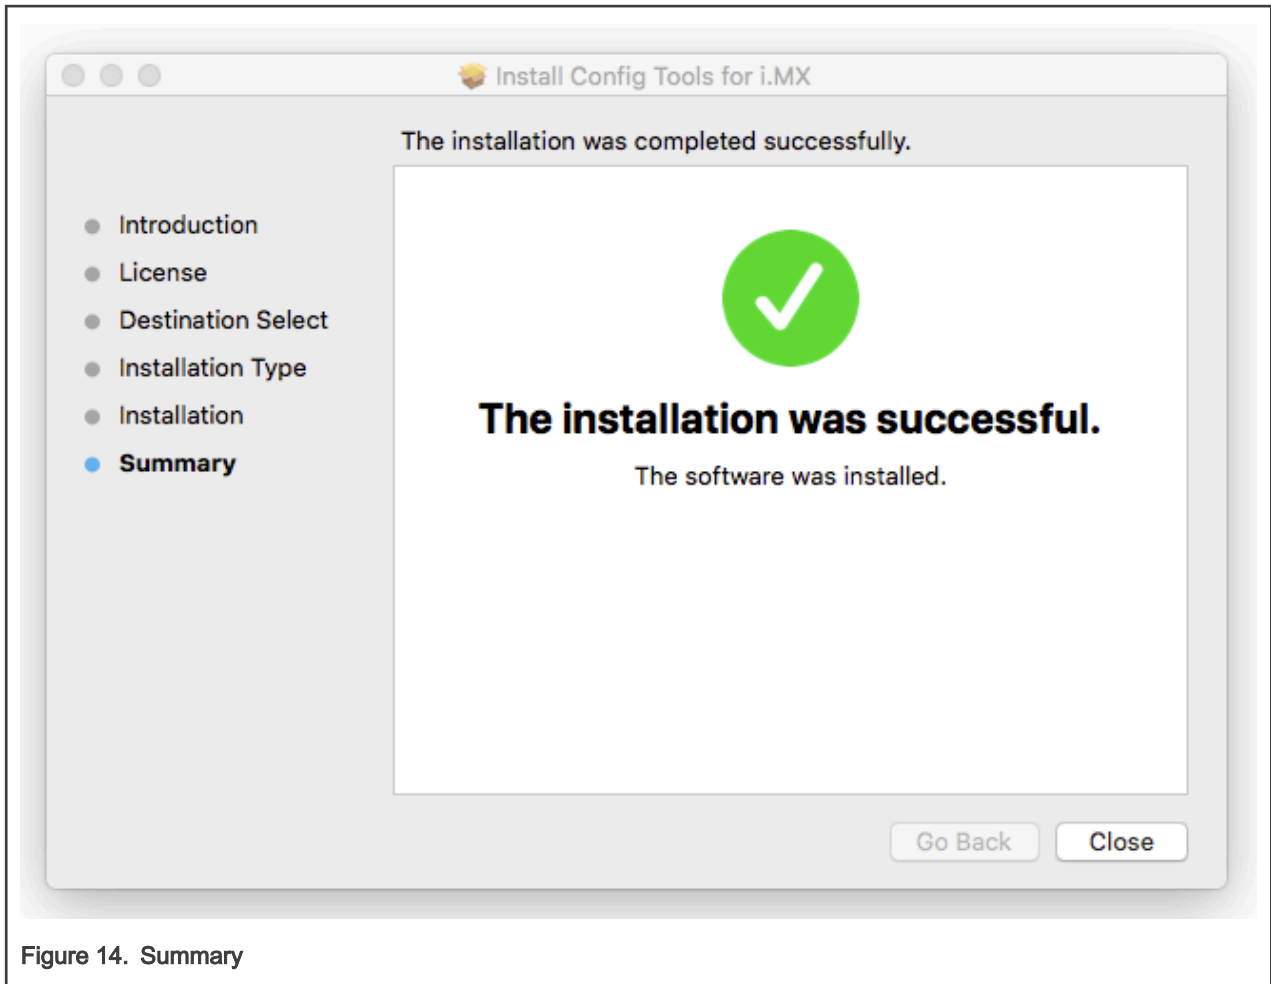 Install Config Tools for i.MX
The installation was completed successfully.
Introduction
License
Destination Select
Installation Type
Installation
Summary
The installation was successful.
The software was installed.
Go Back
Close
Figure 14. Summary